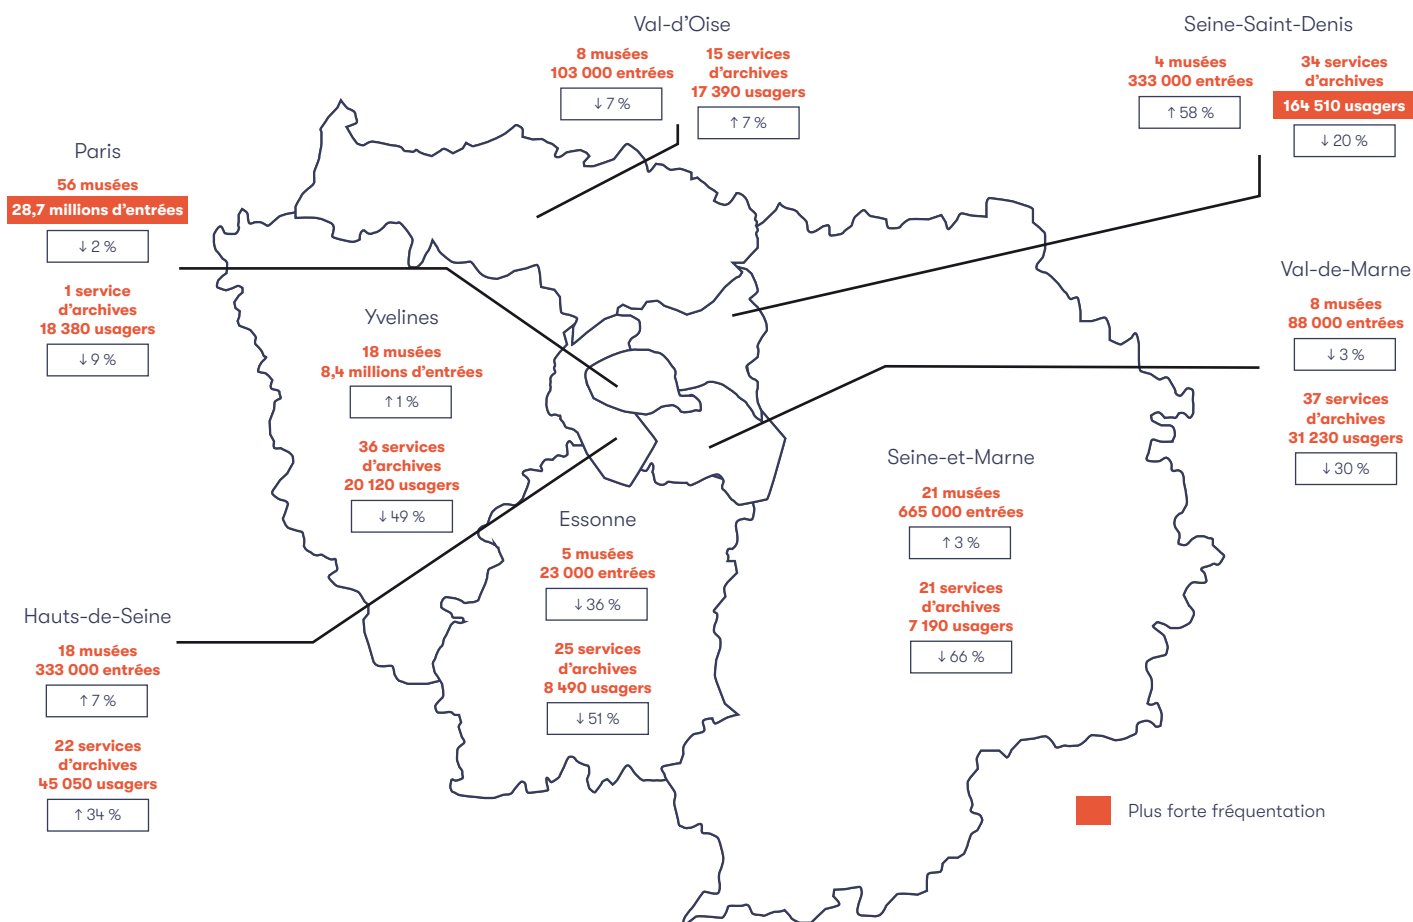 Val-d'Oise
8 musées
103 000 entrées
↓ 7 %
15 services
d'archives
17 390 usagers
↑ 7 %
Seine-Saint-Denis
4 musées
333 000 entrées
↑ 58 %
34 services
d'archives
164 510 usagers
↓ 20 %
Paris
56 musées
28,7 millions d'entrées
↓ 2 %
1 service
d'archives
18 380 usagers
↓ 9 %
Yvelines
18 musées
8,4 millions d'entrées
↑ 1 %
36 services
d'archives
20 120 usagers
↓ 49 %
Val-de-Marne
8 musées
88 000 entrées
↓ 3 %
37 services
d'archives
31 230 usagers
↓ 30 %
Seine-et-Marne
21 musées
665 000 entrées
↑ 3 %
21 services
d'archives
7 190 usagers
↓ 66 %
Essonne
5 musées
23 000 entrées
↓ 36 %
25 services
d'archives
8 490 usagers
↓ 51 %
Hauts-de-Seine
18 musées
333 000 entrées
↑ 7 %
22 services
d'archives
45 050 usagers
↑ 34 %
Plus forte fréquentation